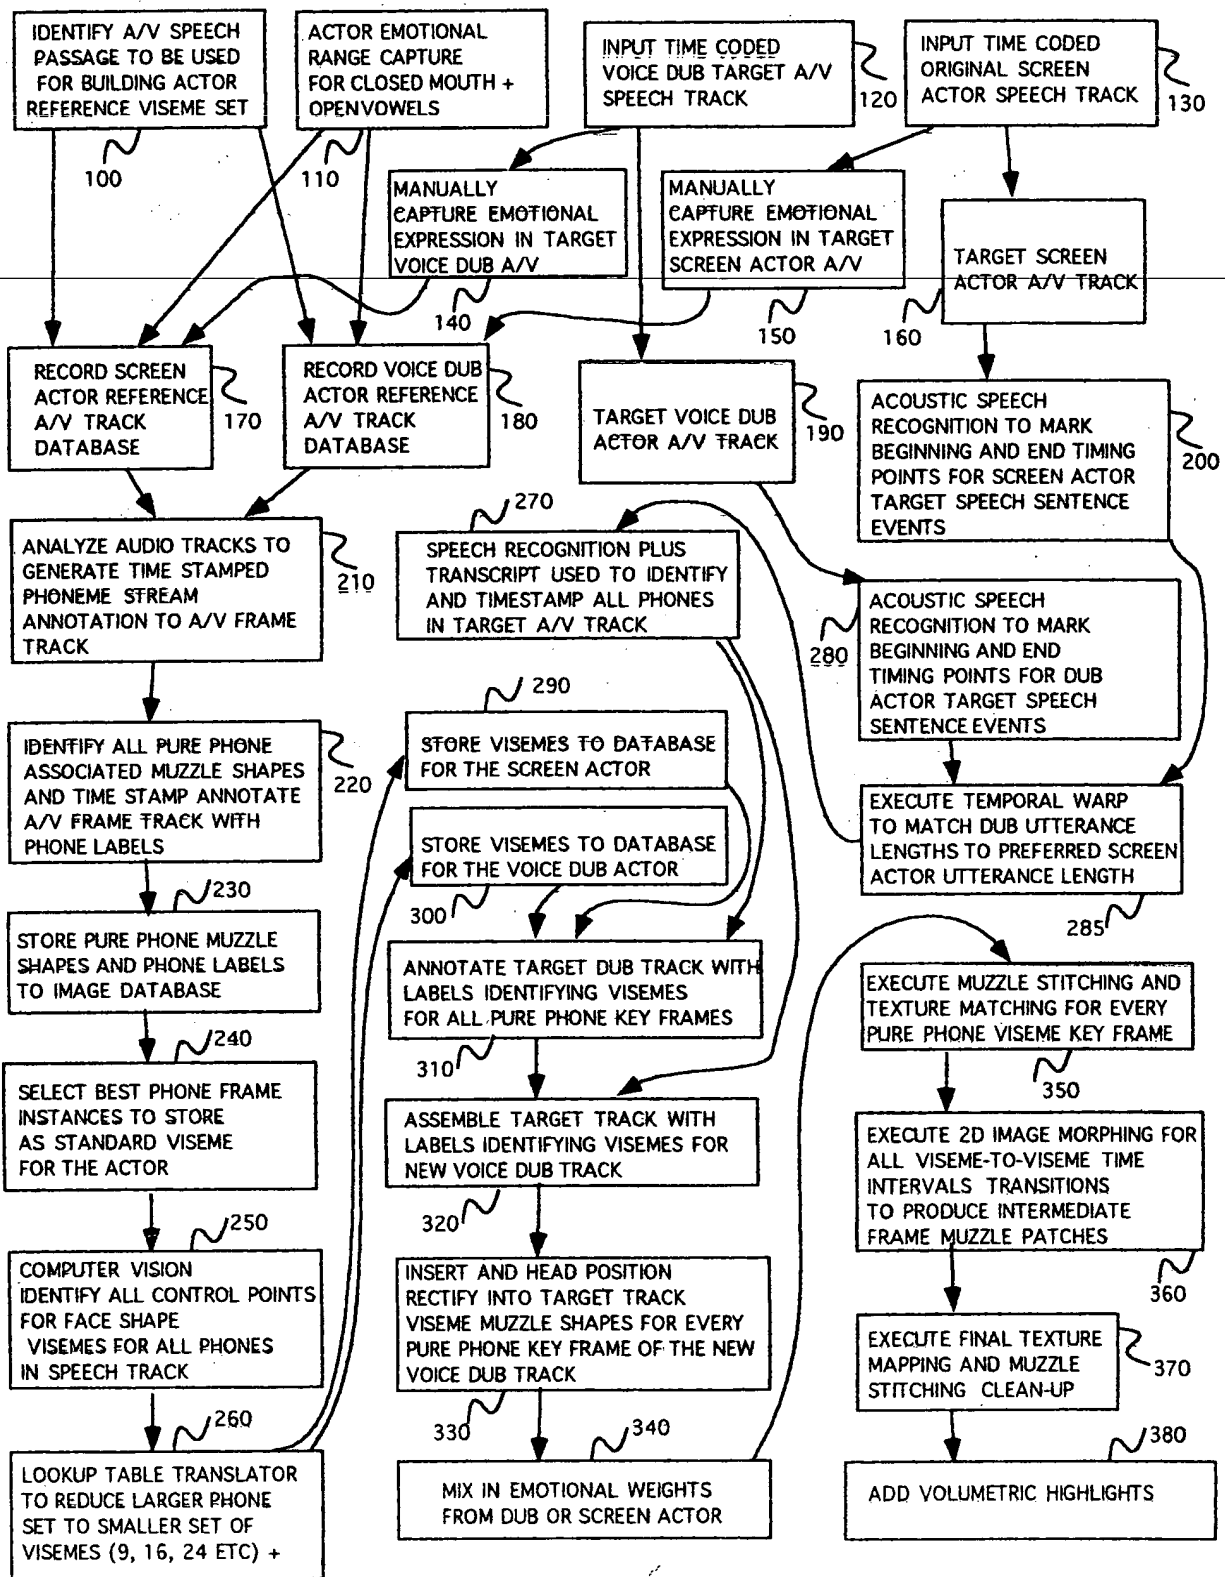 IDENTIFY A/V SPEECH
PASSAGE TO BE USED
FOR BUILDING ACTOR
REFERENCE VISEME SET
100
ACTOR EMOTIONAL
RANGE CAPTURE
FOR CLOSED MOUTH +
OPENVOWELS
110
INPUT TIME CODED
VOICE DUB TARGET A/V
SPEECH TRACK
120
INPUT TIME CODED
ORIGINAL SCREEN
ACTOR SPEECH TRACK
130
MANUALLY
CAPTURE EMOTIONAL
EXPRESSION IN TARGET
VOICE DUB A/V
140
MANUALLY
CAPTURE EMOTIONAL
EXPRESSION IN TARGET
SCREEN ACTOR A/V
150
TARGET SCREEN
ACTOR A/V TRACK
160
RECORD SCREEN
ACTOR REFERENCE
A/V TRACK
DATABASE
170
RECORD VOICE DUB
ACTOR REFERENCE
A/V TRACK
DATABASE
180
TARGET VOICE DUB
ACTOR A/V TRACK
190
ACOUSTIC SPEECH
RECOGNITION TO MARK
BEGINNING AND END TIMING
POINTS FOR SCREEN ACTOR
TARGET SPEECH SENTENCE
EVENTS
200
ANALYZE AUDIO TRACKS TO
GENERATE TIME STAMPED
PHONEME STREAM
ANNOTATION TO A/V FRAME
TRACK
210
270
SPEECH RECOGNITION PLUS
TRANSCRIPT USED TO IDENTIFY
AND TIMESTAMP ALL PHONES
IN TARGET A/V TRACK
ACOUSTIC SPEECH
RECOGNITION TO MARK
BEGINNING AND END
TIMING POINTS FOR DUB
ACTOR TARGET SPEECH
SENTENCE EVENTS
280
IDENTIFY ALL PURE PHONE
ASSOCIATED MUZZLE SHAPES
AND TIME STAMP ANNOTATE
A/V FRAME TRACK WITH
PHONE LABELS
220
290
STORE VISEMES TO DATABASE
FOR THE SCREEN ACTOR
STORE VISEMES TO DATABASE
FOR THE VOICE DUB ACTOR
300
EXECUTE TEMPORAL WARP
TO MATCH DUB UTTERANCE
LENGTHS TO PREFERRED SCREEN
ACTOR UTTERANCE LENGTH
285
230
STORE PURE PHONE MUZZLE
SHAPES AND PHONE LABELS
TO IMAGE DATABASE
ANNOTATE TARGET DUB TRACK WITH
LABELS IDENTIFYING VISEMES
FOR ALL PURE PHONE KEY FRAMES
310
EXECUTE MUZZLE STITCHING AND
TEXTURE MATCHING FOR EVERY
PURE PHONE VISEME KEY FRAME
350
240
SELECT BEST PHONE FRAME
INSTANCES TO STORE
AS STANDARD VISEME
FOR THE ACTOR
ASSEMBLE TARGET TRACK WITH
LABELS IDENTIFYING VISEMES FOR
NEW VOICE DUB TRACK
320
EXECUTE 2D IMAGE MORPHING FOR
ALL VISEME-TO-VISEME TIME
INTERVALS TRANSITIONS
TO PRODUCE INTERMEDIATE
FRAME MUZZLE PATCHES
360
250
COMPUTER VISION
IDENTIFY ALL CONTROL POINTS
FOR FACE SHAPE
VISEMES FOR ALL PHONES
IN SPEECH TRACK
INSERT AND HEAD POSITION
RECTIFY INTO TARGET TRACK
VISEME MUZZLE SHAPES FOR EVERY
PURE PHONE KEY FRAME OF THE NEW
VOICE DUB TRACK
330
EXECUTE FINAL TEXTURE
MAPPING AND MUZZLE
STITCHING CLEAN-UP
370
260
LOOKUP TABLE TRANSLATOR
TO REDUCE LARGER PHONE
SET TO SMALLER SET OF
VISEMES (9, 16, 24 ETC) +
340
MIX IN EMOTIONAL WEIGHTS
FROM DUB OR SCREEN ACTOR
380
ADD VOLUMETRIC HIGHLIGHTS